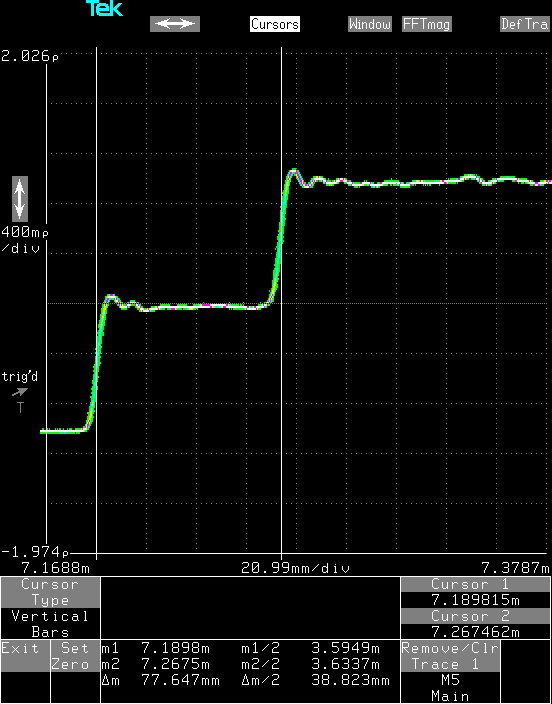 Tek
Cursors Window FFTmag DefTra
2.026ρ
400mρ
/div
trig'd
T
-1.974ρ
7.1688m 20.99mm/div 7.3787m
Cursor Type
Vertical Bars
Cursor 1
7.189815m
Cursor 2
7.267462m
Exit Set Zero
m1 7.1898m m1/2 3.5949m
m2 7.2675m m2/2 3.6337m
Δm 77.647mm Δm/2 38.823mm
Remove/Clr
Trace 1
M5
Main